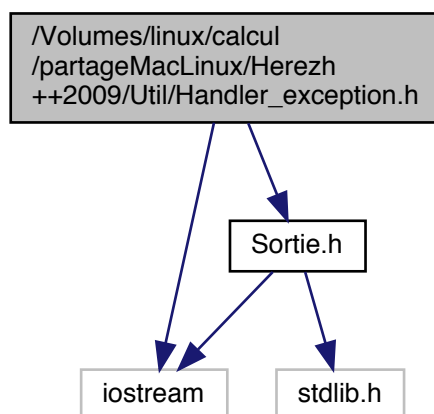 /Volumes/linux/calcul
/partageMacLinux/Herezh
++2009/Util/Handler_exception.h
Sortie.h
iostream
stdlib.h